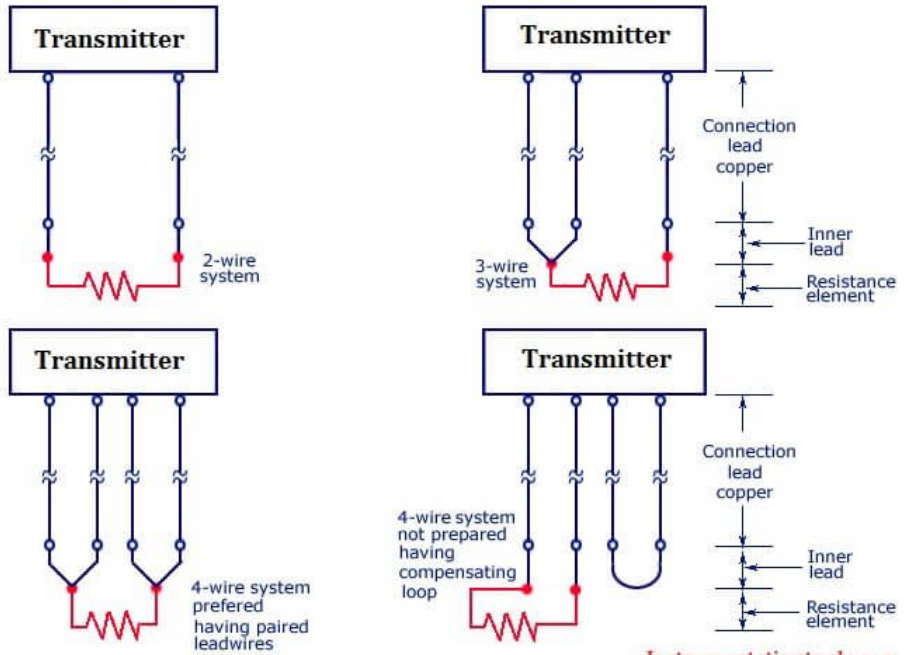 Transmitter
2-wire
system
Transmitter
3-wire
system
Connection
lead
copper
Inner
lead
Resistance
element
Transmitter
4-wire system
prefered
having paired
leadwires
Transmitter
4-wire system
not prepared
having
compensating
loop
Connection
lead
copper
Inner
lead
Resistance
element